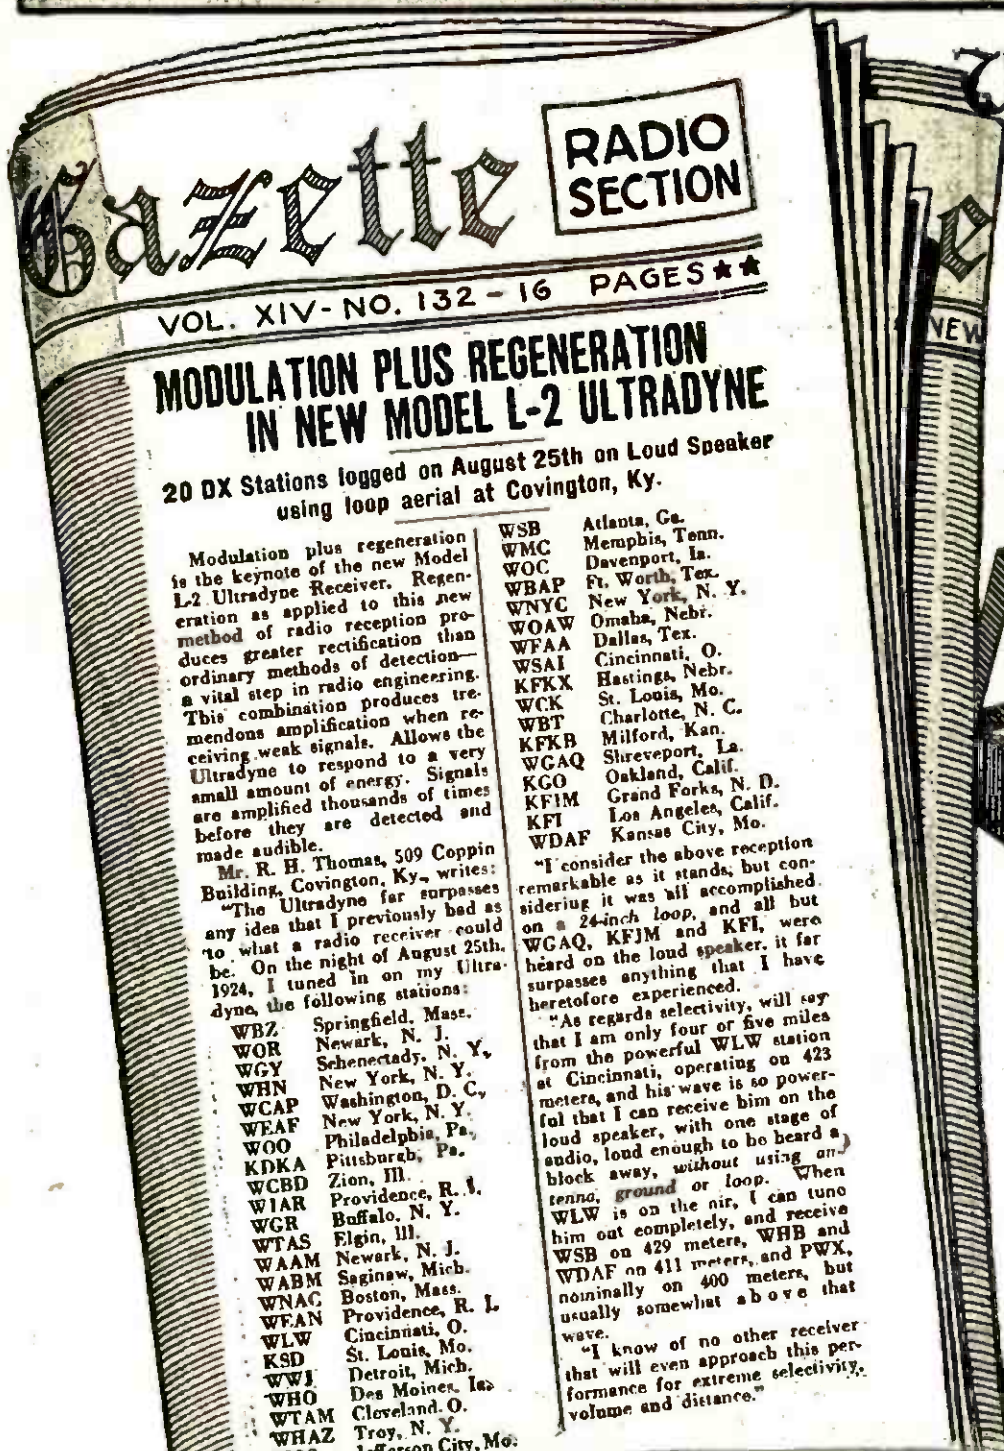 Gazette
RADIO
SECTION
VOL. XIV - NO. 132 - 16 PAGES ★★
MODULATION PLUS REGENERATION
IN NEW MODEL L-2 ULTRADYNE
20 DX Stations logged on August 25th on Loud Speaker
using loop aerial at Covington, Ky.
Modulation plus regeneration
is the keynote of the new Model
L-2 Ultradyne Receiver. Regen-
eration as applied to this new
method of radio reception pro-
duces greater rectification than
ordinary methods of detection—
a vital step in radio engineering.
This combination produces tre-
mendous amplification when re-
ceiving weak signals. Allows the
Ultradyne to respond to a very
small amount of energy. Signals
are amplified thousands of times
before they are detected and
made audible.
Mr. R. H. Thomas, 509 Coppin
Building, Covington, Ky., writes:
"The Ultradyne far surpasses
any idea that I previously had as
to what a radio receiver could
be. On the night of August 25th,
1924, I tuned in on my Ultra-
dyne, the following stations:
WBZ Springfield, Mass.
WOR Newark, N. J.
WGY Schenectady, N. Y.
WHN New York, N. Y.
WCAP Washington, D. C.
WEAF New York, N. Y.
WOO Philadelphia, Pa.
KDKA Pittsburgh, Pa.
WCBD Zion, Ill.
WJAR Providence, R. I.
WGR Buffalo, N. Y.
WTAS Elgin, Ill.
WAAM Newark, N. J.
WABM Saginaw, Mich.
WNAC Boston, Mass.
WEAN Providence, R. I.
WLW Cincinnati, O.
KSD St. Louis, Mo.
WWJ Detroit, Mich.
WHO Des Moines, Ia.
WTAM Cleveland, O.
WHAZ Troy, N. Y.
Jefferson City, Mo.
WSB Atlanta, Ga.
WMC Memphis, Tenn.
WOC Davenport, Ia.
WBAP Ft. Worth, Tex.
WNYC New York, N. Y.
WOAW Omaha, Nebr.
WFAA Dallas, Tex.
WSAI Cincinnati, O.
KFKX Hastings, Nebr.
WCK St. Louis, Mo.
WBT Charlotte, N. C.
KFKB Milford, Kan.
WGAQ Shreveport, La.
KGO Oakland, Calif.
KFJM Grand Forks, N. D.
KFI Los Angeles, Calif.
WDAF Kansas City, Mo.
"I consider the above reception
remarkable as it stands, but con-
sidering it was all accomplished
on a 24-inch loop, and all but
WGAQ, KFJM and KFI, were
heard on the loud speaker, it far
surpasses anything that I have
heretofore experienced.
"As regards selectivity, will say
that I am only four or five miles
from the powerful WLW station
at Cincinnati, operating on 423
meters, and his wave is so power-
ful that I can receive him on the
loud speaker, with one stage of
audio, loud enough to be heard a
block away, without using an-
tenna, ground or loop. When
WLW is on the air, I can tune
him out completely, and receive
WSB on 429 meters, WHB and
WDAF on 411 meters, and PWX,
nominally on 400 meters, but
usually somewhat above that
wave.
"I know of no other receiver
that will even approach this per-
formance for extreme selectivity,
volume and distance."
e
NEW